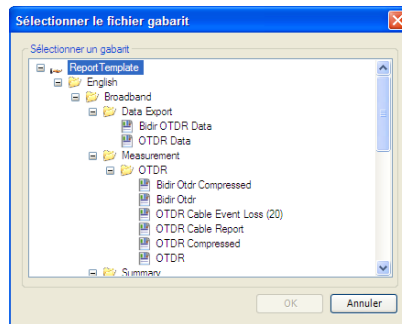 Sélectionner le fichier gabarit
Sélectionner un gabarit
ReportTemplate
English
Broadband
Data Export
Bidir OTDR Data
OTDR Data
Measurement
OTDR
Bidir Otdr Compressed
Bidir Otdr
OTDR Cable Event Loss (20)
OTDR Cable Report
OTDR Compressed
OTDR
Summary
OK
Annuler